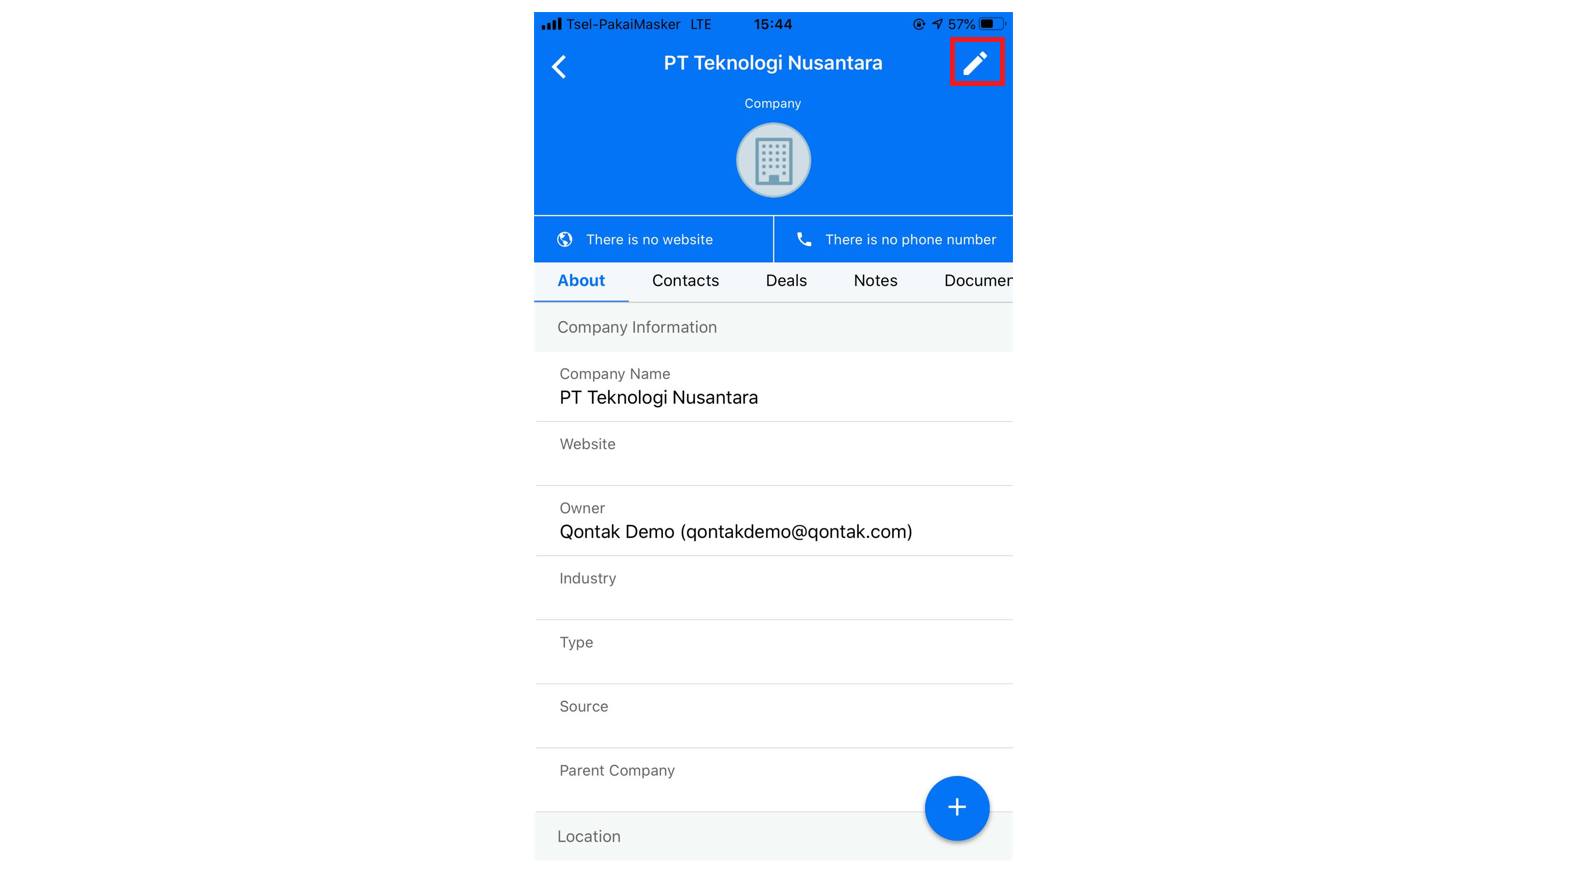 Tsel-PakaiMasker LTE 15:44 57%
PT Teknologi Nusantara
Company
There is no website There is no phone number
About Contacts Deals Notes Documen
Company Information
Company Name
PT Teknologi Nusantara
Website
Owner
Qontak Demo (qontakdemo@qontak.com)
Industry
Type
Source
Parent Company
Location